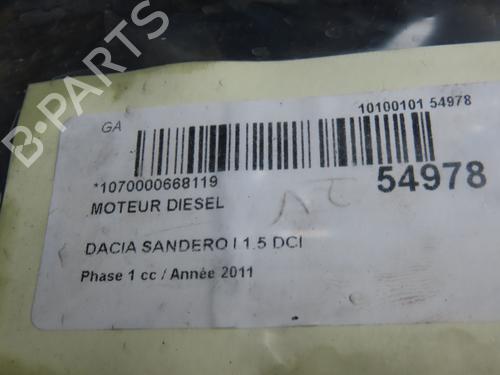 B-PARTS
10100101 54978
GA
*1070000668119
54978
MOTEUR DIESEL
DACIA SANDERO I 1.5 DCI
Phase 1 cc / Année 2011